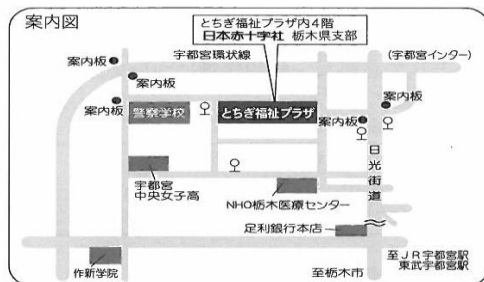 案内図
とちぎ福祉プラザ内4階
日本赤十字社 栃木県支部
案内板
宇都宮環状線
(宇都宮インター)
案内板
案内板
案内板
警察学校
とちぎ福祉プラザ
案内板
日光街道
宇都宮
中央女子高
NHO栃木医療センター
足利銀行本店
作新学院
至栃木市
至JR宇都宮駅
東武宇都宮駅